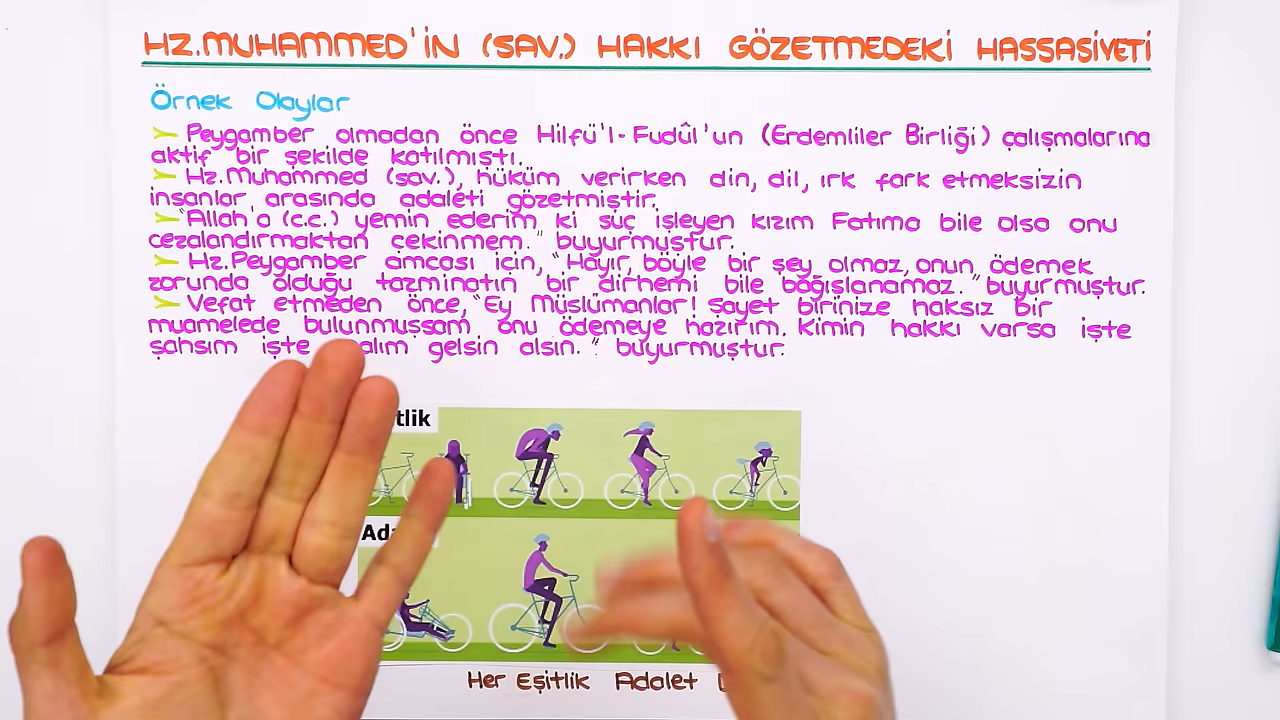 HZ.MUHAMMED'İN (SAV.) HAKKI GÖZETMEDEKİ HASSASİYETİ
Örnek Olaylar
Peygamber olmadan önce Hilfü'l-Fudûl'un (Erdemliler Birliği) çalışmalarına
aktif bir şekilde katılmıştı.
Hz.Muhammed (sav.), hüküm verirken din, dil, ırk fark etmeksizin
insanlar arasında adaleti gözetmiştir.
"Allah'a (c.c.) yemin ederim ki suç işleyen kızım Fatıma bile olsa onu
cezalandırmaktan çekinmem." buyurmuştur.
Hz.Peygamber amcası için, "Hayır, böyle bir şey olmaz, onun ödemek
zorunda olduğu tazminatın bir dirhemi bile bağışlanamaz." buyurmuştur.
Vefat etmeden önce, "Ey Müslümanlar! Şayet birinize haksız bir
muamelede bulunmuşsam onu ödemeye hazırım. Kimin hakkı varsa işte
şahsım işte alım gelsin alsın." buyurmuştur.
tlik
Ada
Her Eşitlik Adalet